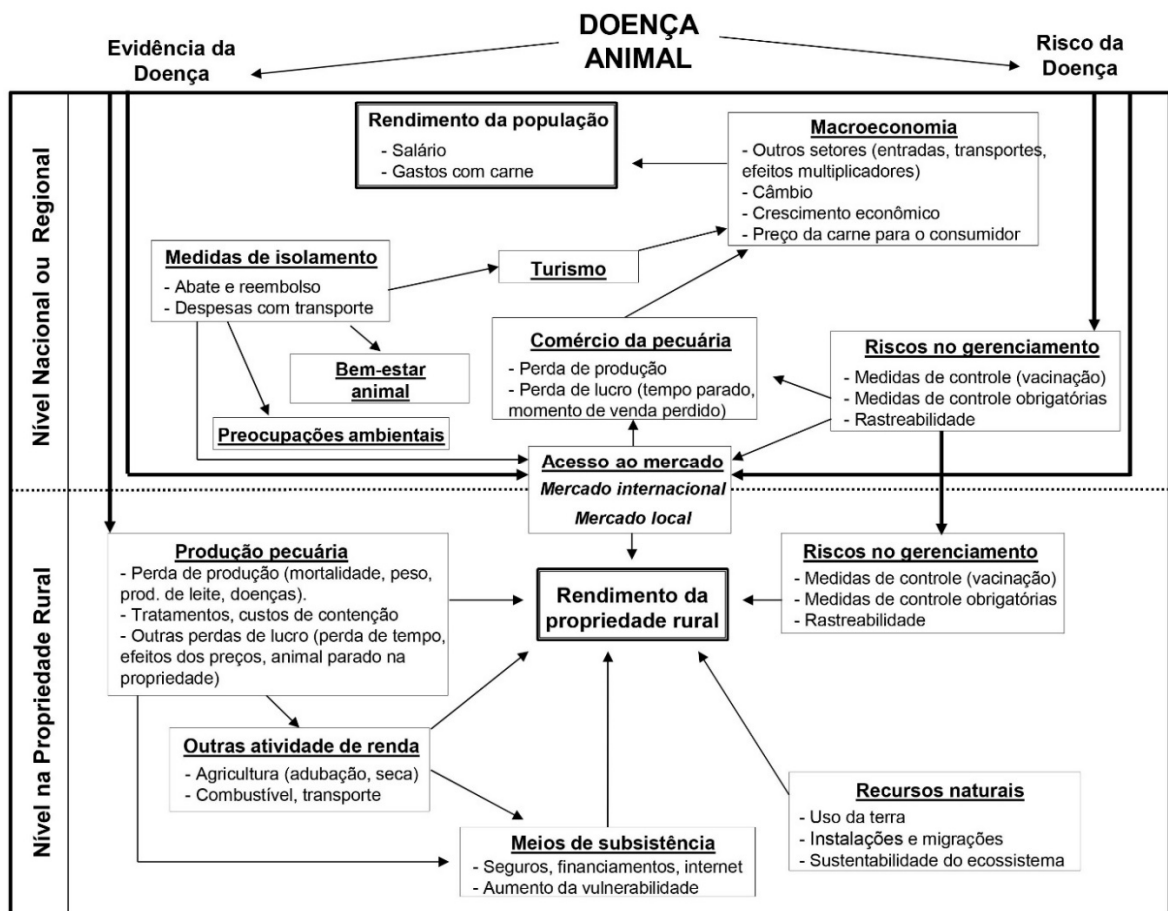 DOENÇA
ANIMAL
Evidência da
Doença
Risco da
Doença
Nível Nacional ou Regional
Rendimento da população
- Salário
- Gastos com carne
Macroeconomia
- Outros setores (entradas, transportes,
efeitos multiplicadores)
- Câmbio
- Crescimento econômico
- Preço da carne para o consumidor
Medidas de isolamento
- Abate e reembolso
- Despesas com transporte
Turismo
Bem-estar
animal
Preocupações ambientais
Comércio da pecuária
- Perda de produção
- Perda de lucro (tempo parado,
momento de venda perdido)
Riscos no gerenciamento
- Medidas de controle (vacinação)
- Medidas de controle obrigatórias
- Rastreabilidade
Acesso ao mercado
Mercado internacional
Mercado local
Nível na Propriedade Rural
Produção pecuária
- Perda de produção (mortalidade, peso,
prod. de leite, doenças).
- Tratamentos, custos de contenção
- Outras perdas de lucro (perda de tempo,
efeitos dos preços, animal parado na
propriedade)
Rendimento da
propriedade rural
Riscos no gerenciamento
- Medidas de controle (vacinação)
- Medidas de controle obrigatórias
- Rastreabilidade
Outras atividade de renda
- Agricultura (adubação, seca)
- Combustível, transporte
Meios de subsistência
- Seguros, financiamentos, internet
- Aumento da vulnerabilidade
Recursos naturais
- Uso da terra
- Instalações e migrações
- Sustentabilidade do ecossistema